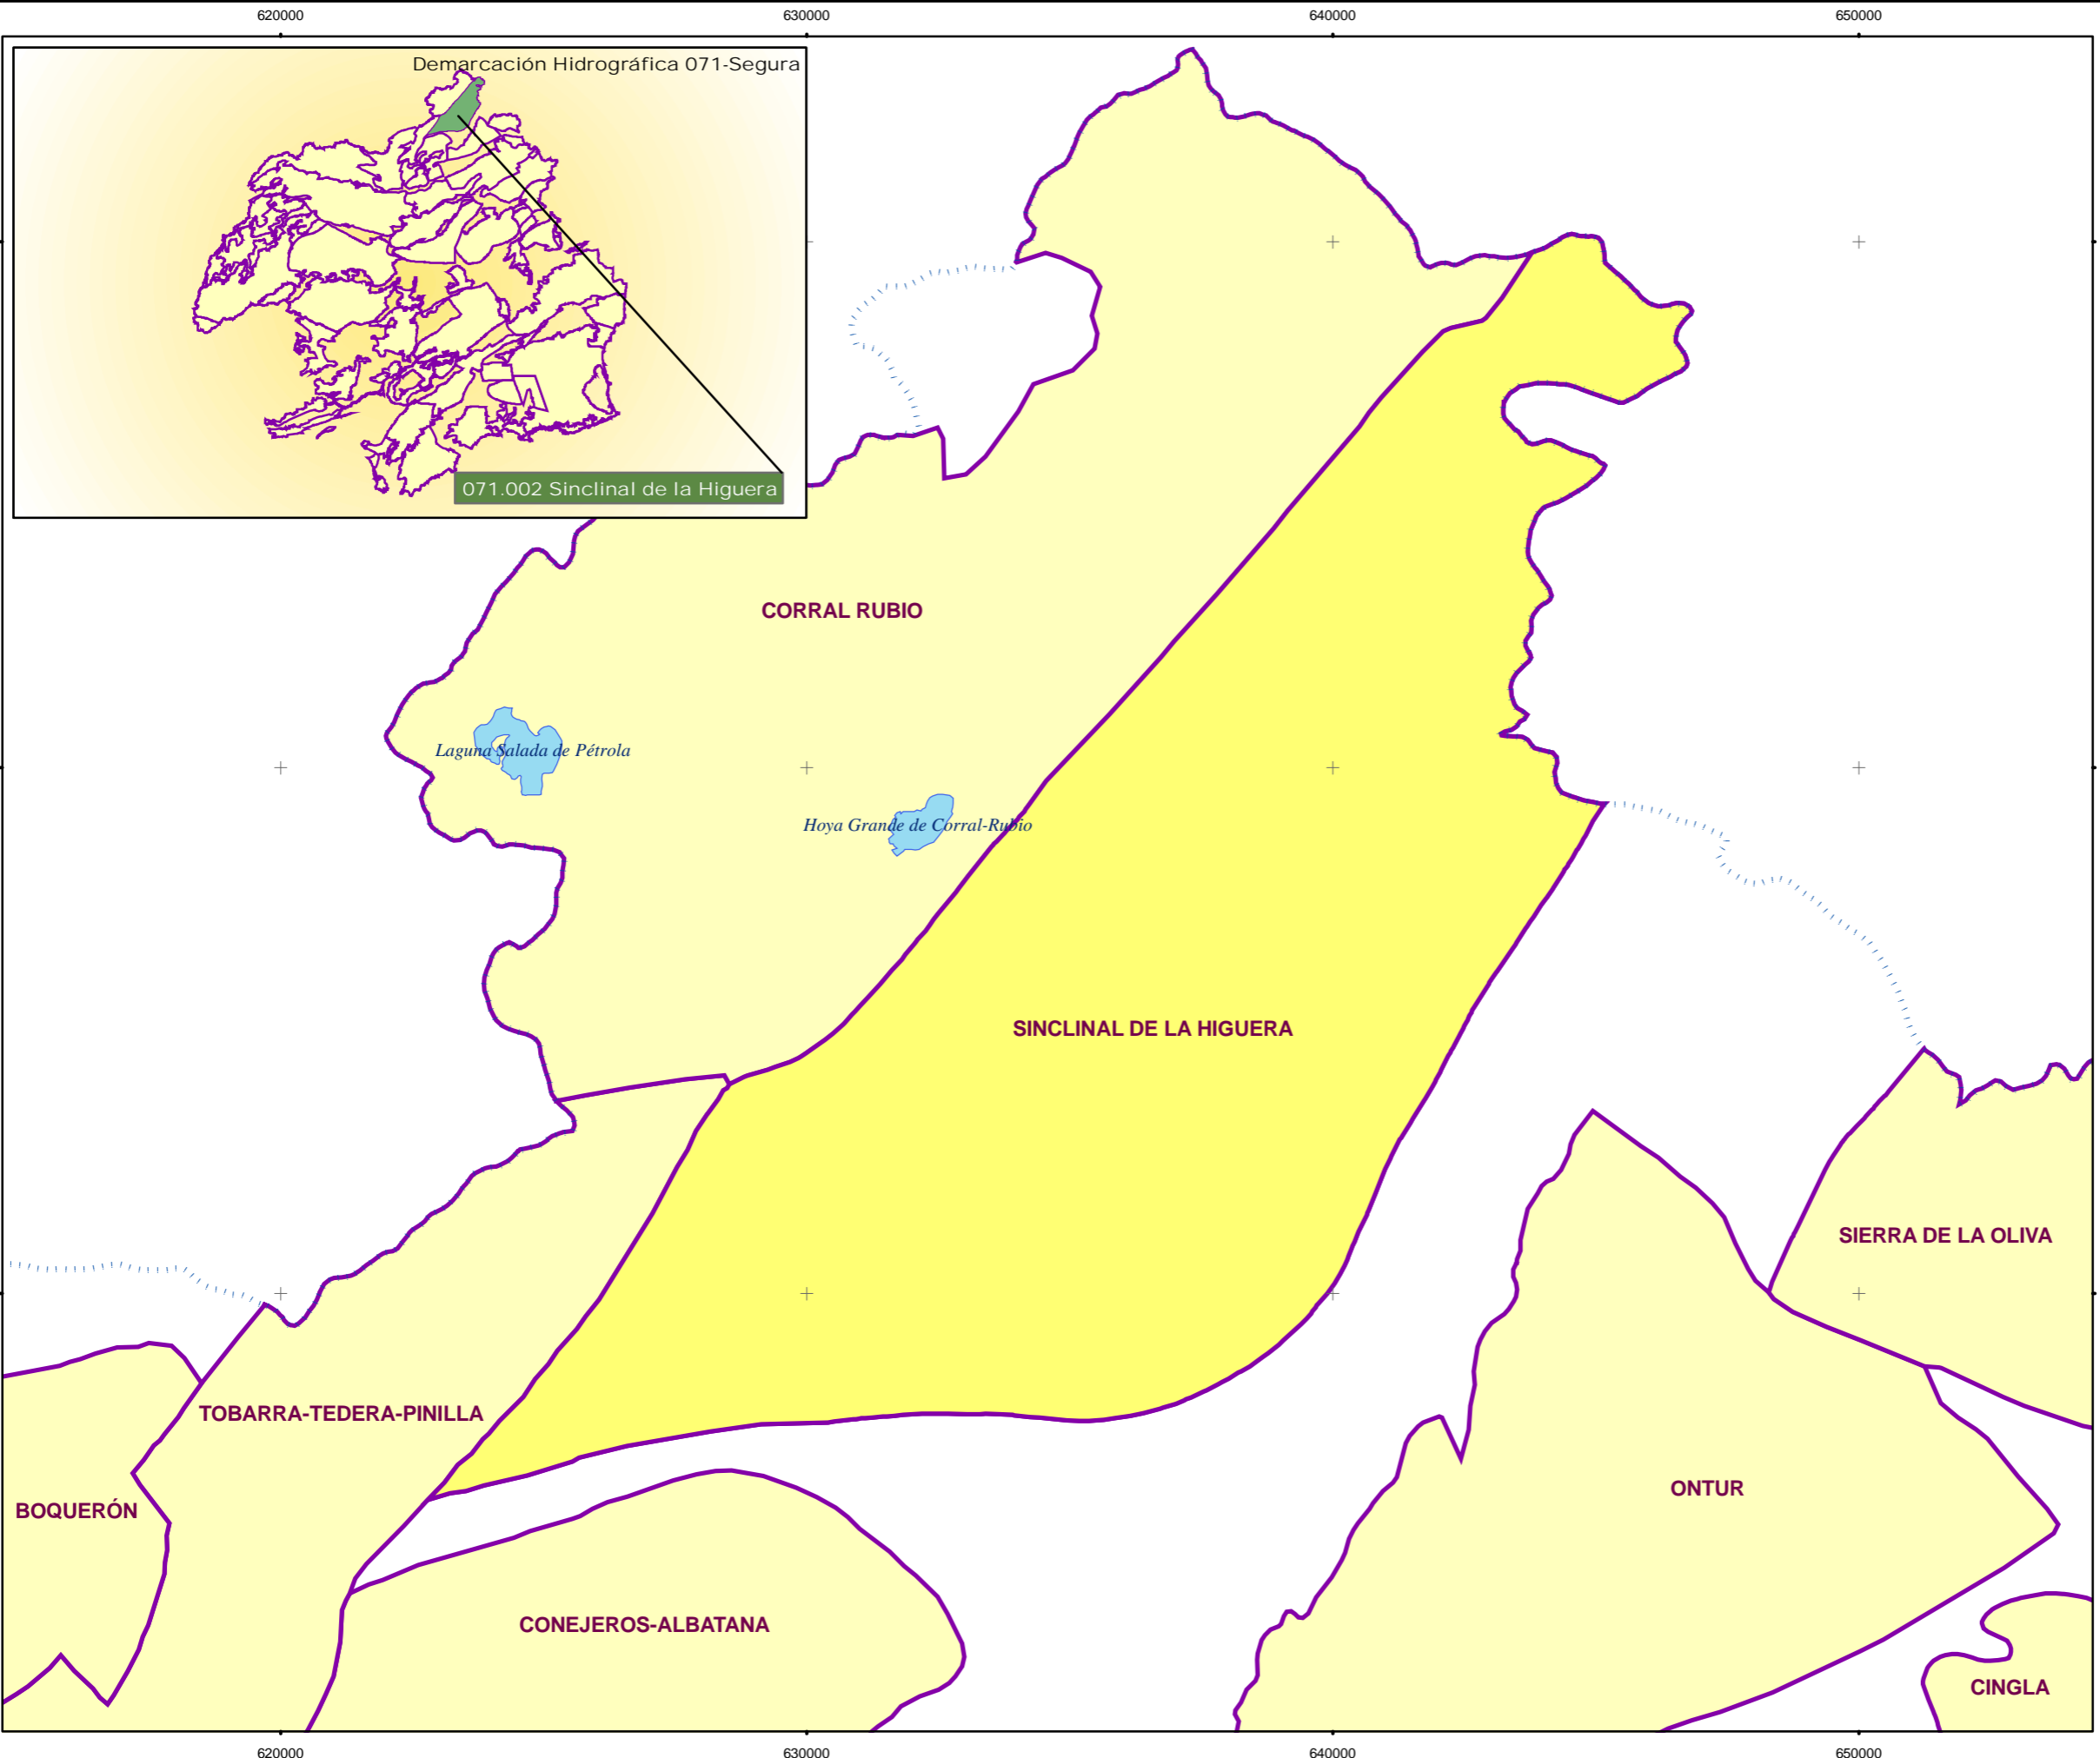 620000 630000 640000 650000
Demarcación Hidrográfica 071-Segura
071.002 Sinclinal de la Higuera
CORRAL RUBIO
Laguna Salada de Pétrola
Hoya Grande de Corral-Rubio
SINCLINAL DE LA HIGUERA
SIERRA DE LA OLIVA
TOBARRA-TEDERA-PINILLA
ONTUR
BOQUERÓN
CONEJEROS-ALBATANA
CINGLA
620000 630000 640000 650000